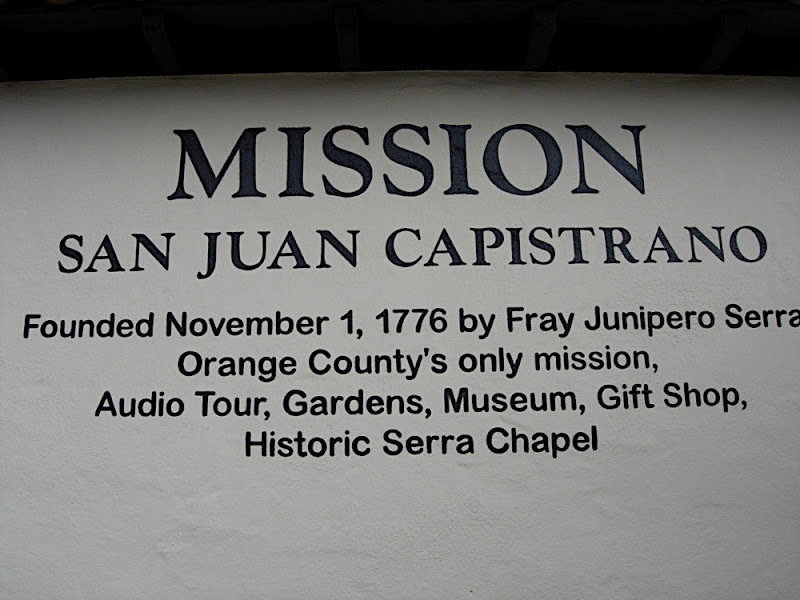 MISSION
SAN JUAN CAPISTRANO
Founded November 1, 1776 by Fray Junipero Serra
Orange County's only mission,
Audio Tour, Gardens, Museum, Gift Shop,
Historic Serra Chapel